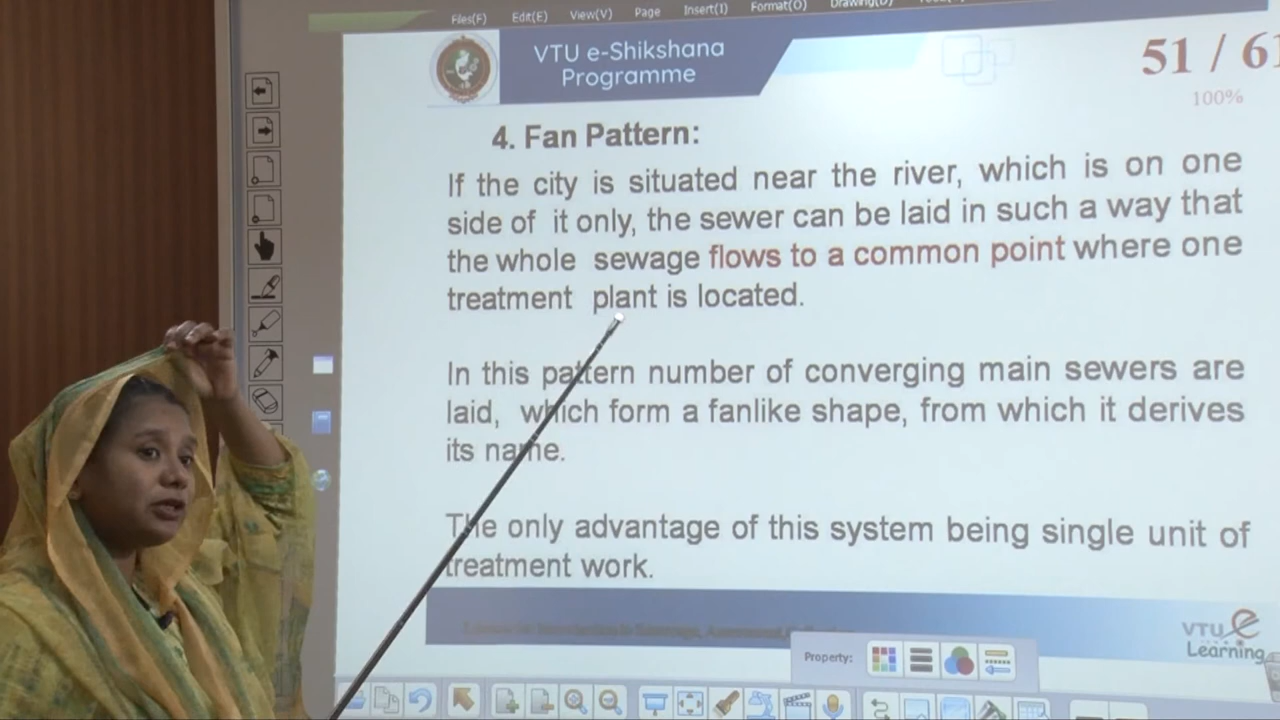 Files(F) Edit(E) View(V) Page Insert(I) Format(O) Drawing(D)
VTU e-Shikshana
Programme
51 / 61
100%
4. Fan Pattern:
If the city is situated near the river, which is on one
side of it only, the sewer can be laid in such a way that
the whole sewage flows to a common point where one
treatment plant is located.
In this pattern number of converging main sewers are
laid, which form a fanlike shape, from which it derives
its name.
The only advantage of this system being single unit of
treatment work.
Property:
VTU e
Learning